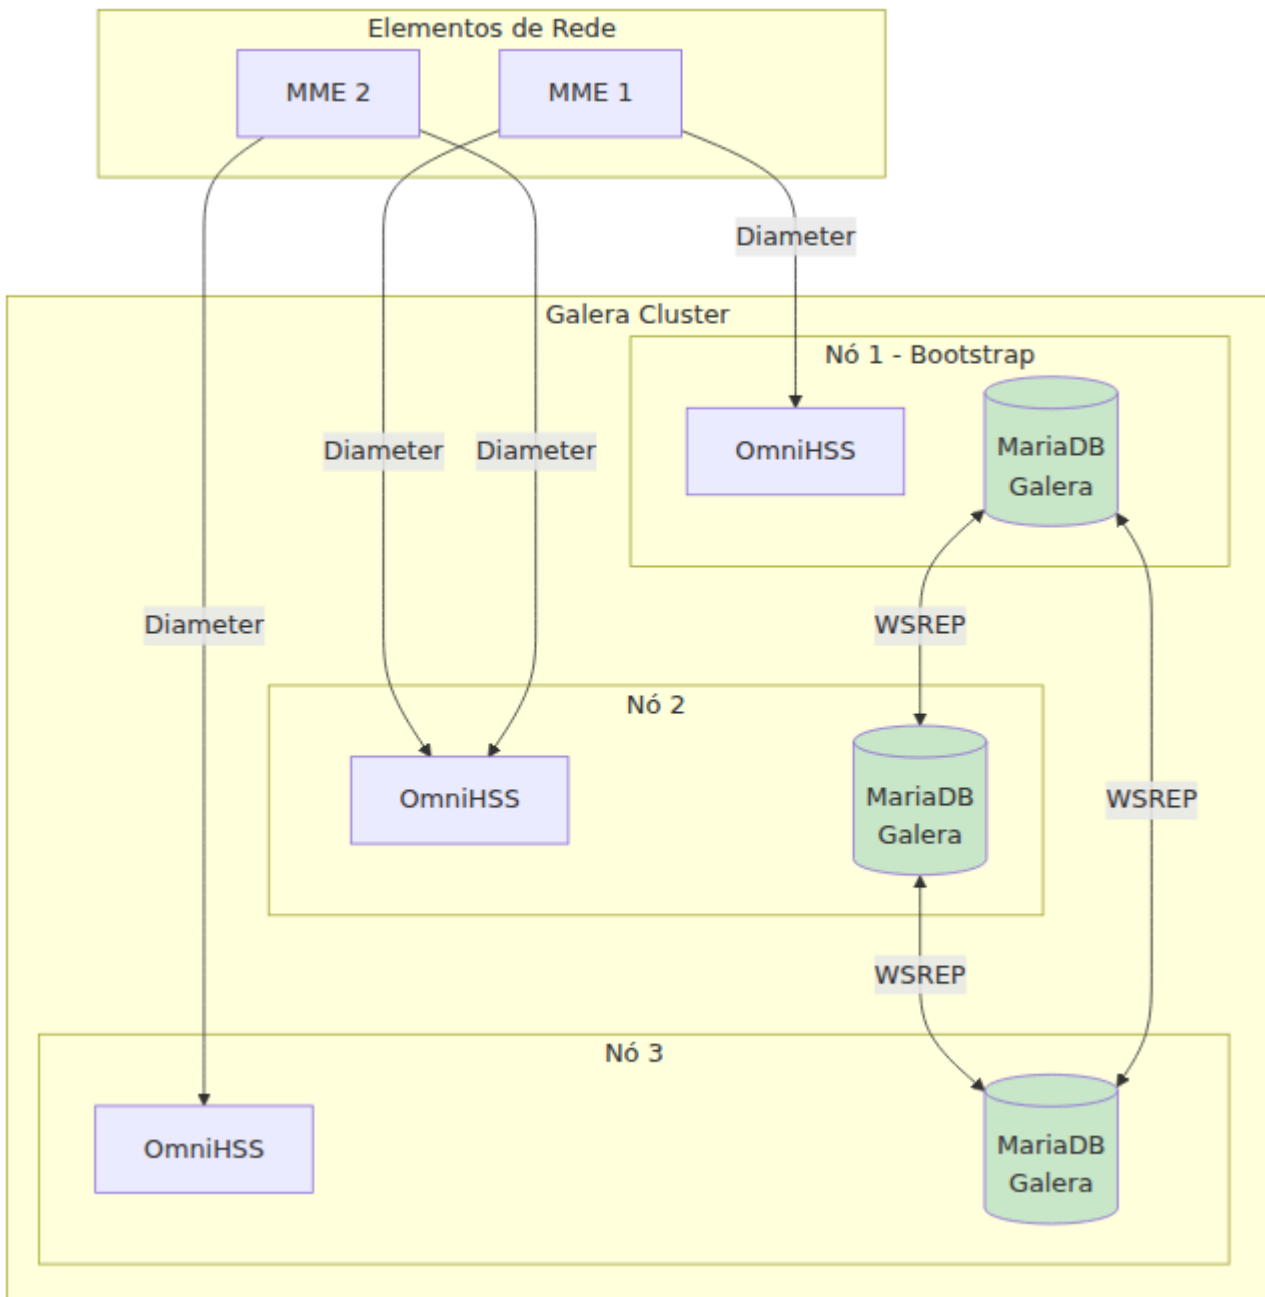 Elementos de Rede
MME 2
MME 1
Diameter
Galera Cluster
Nó 1 - Bootstrap
OmniHSS
MariaDB
Galera
Diameter
Diameter
Diameter
WSREP
Nó 2
OmniHSS
MariaDB
Galera
WSREP
WSREP
Nó 3
OmniHSS
MariaDB
Galera